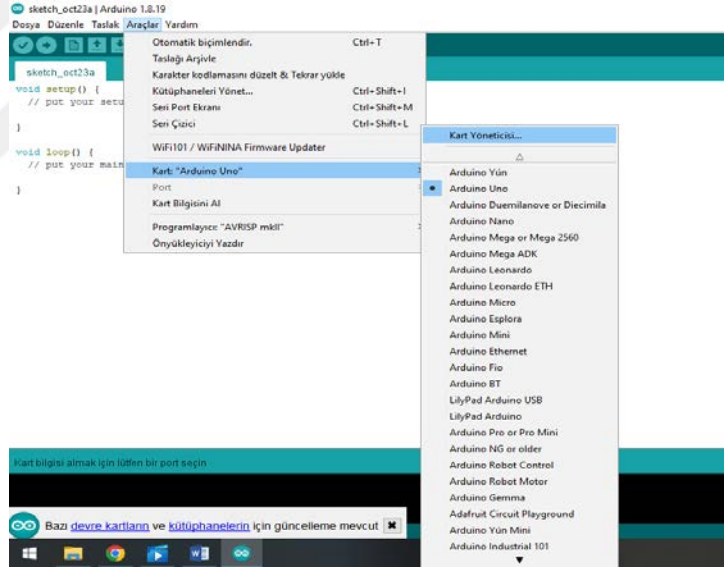 sketch_oct23a | Arduino 1.8.19
Dosya Düzenle Taslak Araçlar Yardım
sketch_oct23a
void setup() {
// put your setu
}
void loop() {
// put your main
}
Otomatik biçimlendir. Ctrl+T
Taslağı Arşivle
Karakter kodlamasını düzelt & Tekrar yükle
Kütüphaneleri Yönet... Ctrl+Shift+I
Seri Port Ekranı Ctrl+Shift+M
Seri Çizici Ctrl+Shift+L
WiFi101 / WiFiNINA Firmware Updater
Kart: "Arduino Uno"
Port
Kart Bilgisini Al
Programlayıcı: "AVRISP mkII"
Önyükleyiciyi Yazdır
Kart Yöneticisi...
Arduino Yún
Arduino Uno
Arduino Duemilanove or Diecimila
Arduino Nano
Arduino Mega or Mega 2560
Arduino Mega ADK
Arduino Leonardo
Arduino Leonardo ETH
Arduino Micro
Arduino Esplora
Arduino Mini
Arduino Ethernet
Arduino Fio
Arduino BT
LilyPad Arduino USB
LilyPad Arduino
Arduino Pro or Pro Mini
Arduino NG or older
Arduino Robot Control
Arduino Robot Motor
Arduino Gemma
Adafruit Circuit Playground
Arduino Yún Mini
Arduino Industrial 101
Kart bilgisi almak için lütfen bir port seçin
Bazı devre kartların ve kütüphanelerin için güncelleme mevcut